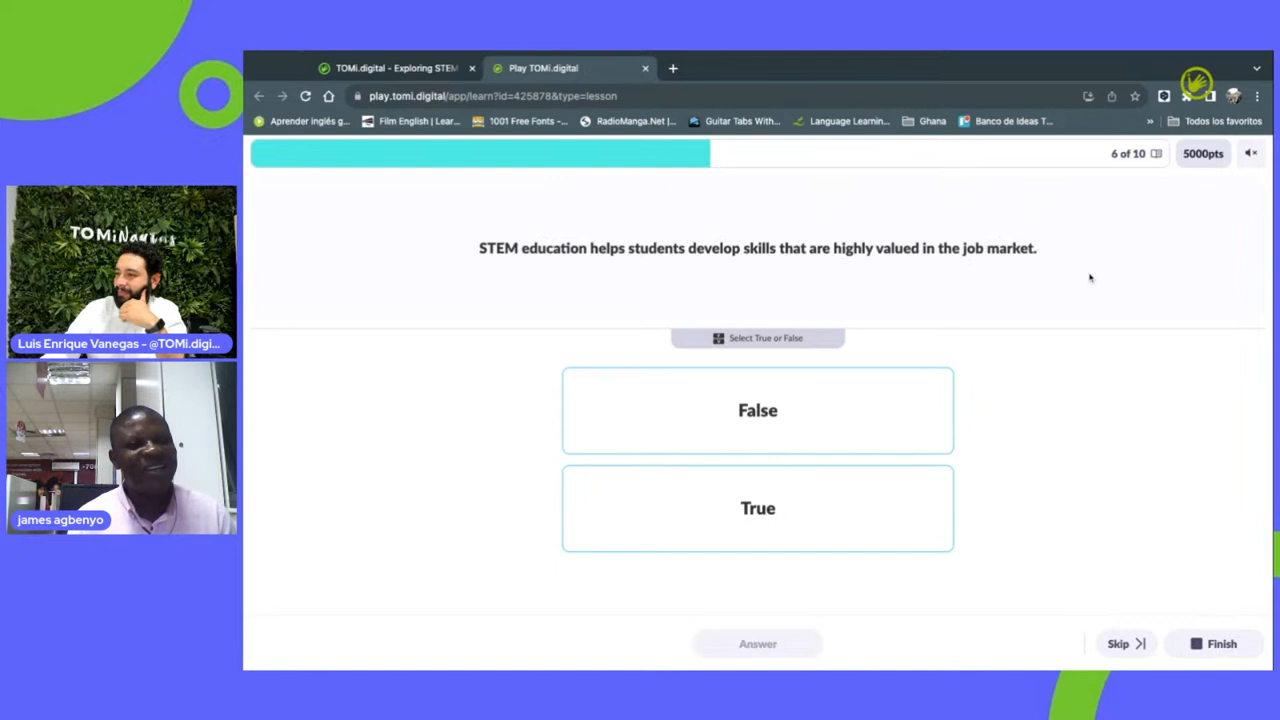 TOMi.digital - Exploring STEM
Play TOMi.digital
play.tomi.digital/app/learn?id=425878&type=lesson
Aprender inglés g...
Film English | Lear...
1001 Free Fonts -...
RadioManga.Net |...
Guitar Tabs With...
Language Learnin...
Ghana
Banco de Ideas T...
Todos los favoritos
6 of 10
5000pts
STEM education helps students develop skills that are highly valued in the job market.
Select True or False
False
True
Answer
Skip
Finish
TOMiNautas
Luis Enrique Vanegas - @TOMi.digi...
james agbenyo